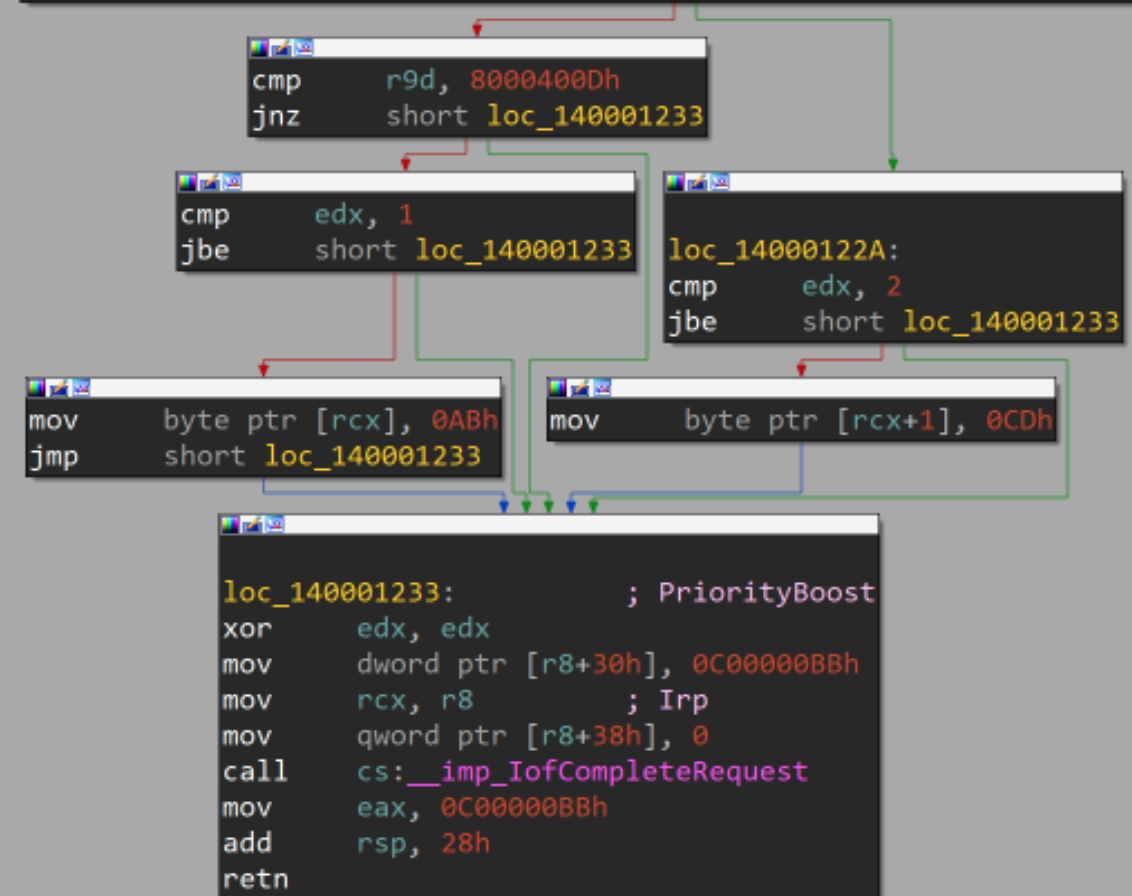 cmp r9d, 8000400Dh
jnz short loc_140001233
cmp edx, 1
jbe short loc_140001233
loc_14000122A:
cmp edx, 2
jbe short loc_140001233
mov byte ptr [rcx], 0ABh
jmp short loc_140001233
mov byte ptr [rcx+1], 0CDh
loc_140001233: ; PriorityBoost
xor edx, edx
mov dword ptr [r8+30h], 0C00000BBh
mov rcx, r8 ; Irp
mov qword ptr [r8+38h], 0
call cs:__imp_IofCompleteRequest
mov eax, 0C00000BBh
add rsp, 28h
retn